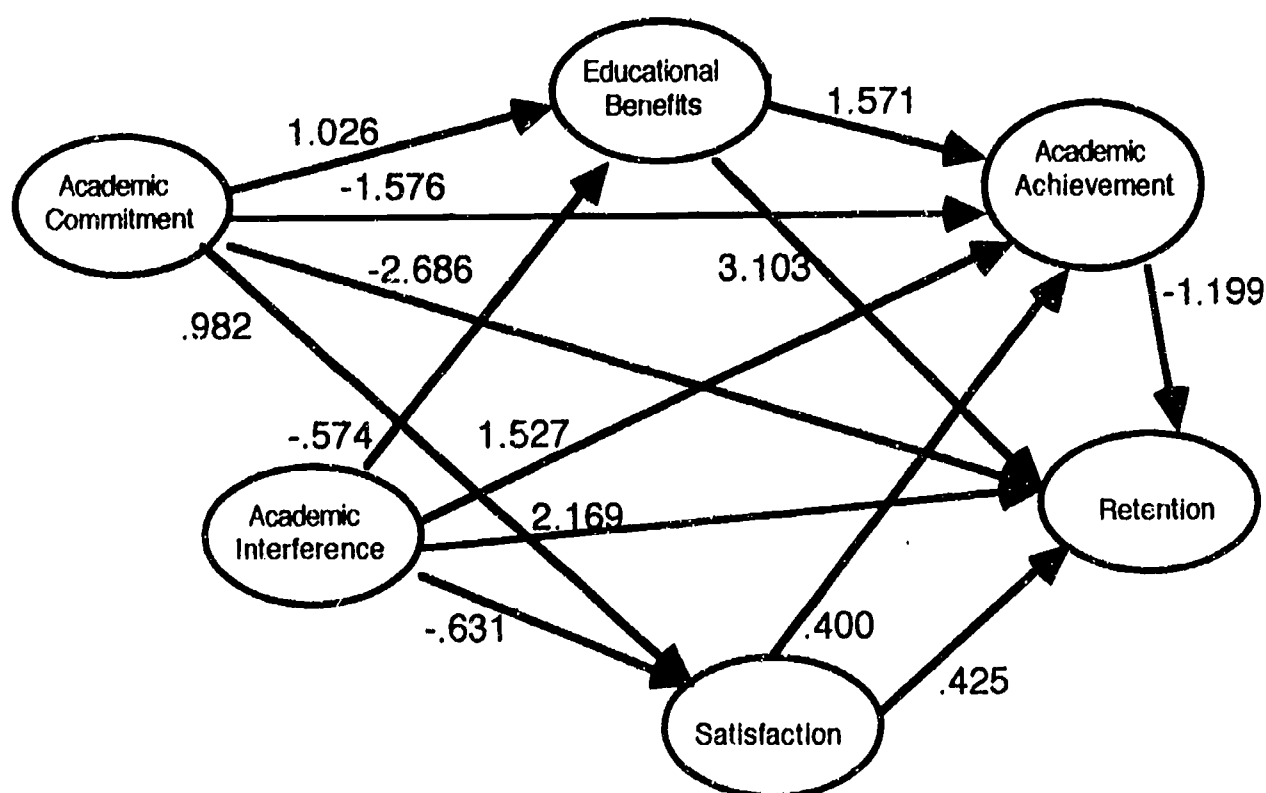 Educational
Benefits
1.571
Academic
Achievement
1.026
-1.576
Academic
Commitment
-2.686
3.103
-1.199
.982
-.574
1.527
Academic
Interference
2.169
Retention
-.631
.400
.425
Satisfaction